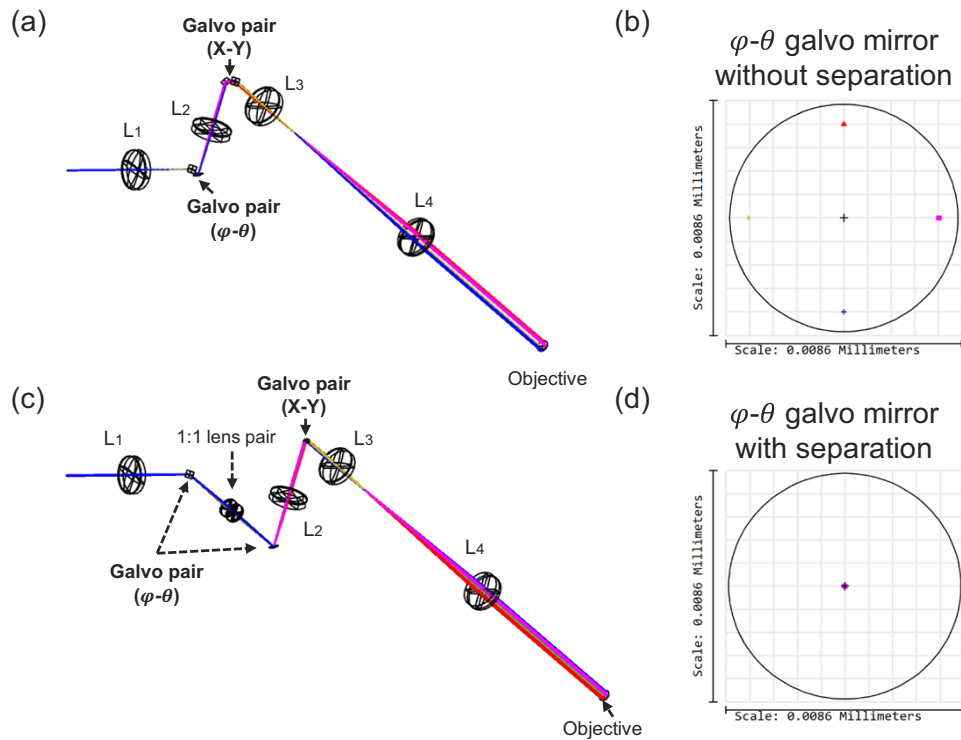 (a)
Galvo pair
(X-Y)
L3
L2
L1
Galvo pair
(φ-θ)
L4
Objective
(b)
φ-θ galvo mirror
without separation
Scale: 0.0086 Millimeters
Scale: 0.0086 Millimeters
(c)
Galvo pair
(X-Y)
L1
1:1 lens pair
L3
L2
Galvo pair
(φ-θ)
L4
Objective
(d)
φ-θ galvo mirror
with separation
Scale: 0.0086 Millimeters
Scale: 0.0086 Millimeters